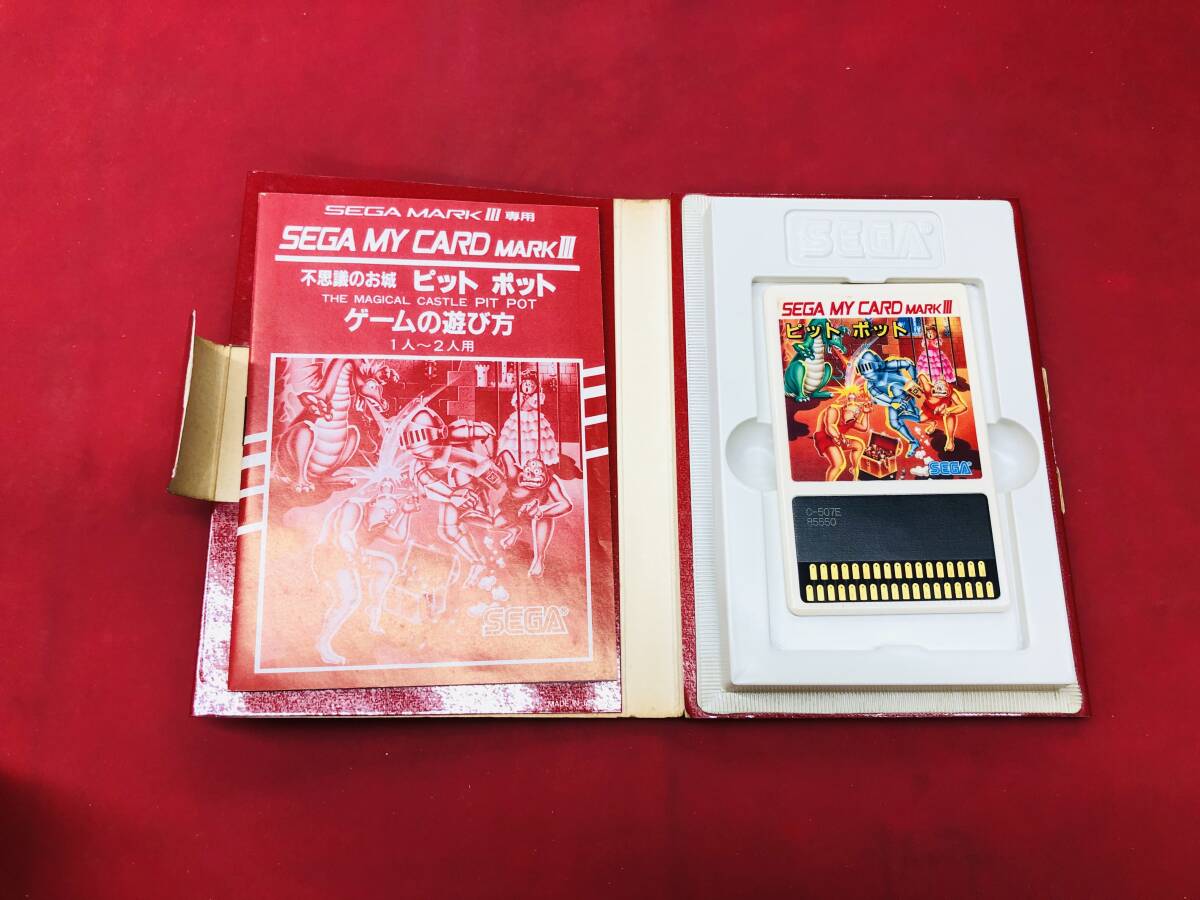 SEGA MARK III 専用
SEGA MY CARD MARK III
不思議のお城 ピット ポット
THE MAGICAL CASTLE PIT POT
ゲームの遊び方
1人～2人用
SEGA®
MADE IN
SEGA®
SEGA MY CARD MARK III
ピット ポット
SEGA®
C-507E
85550